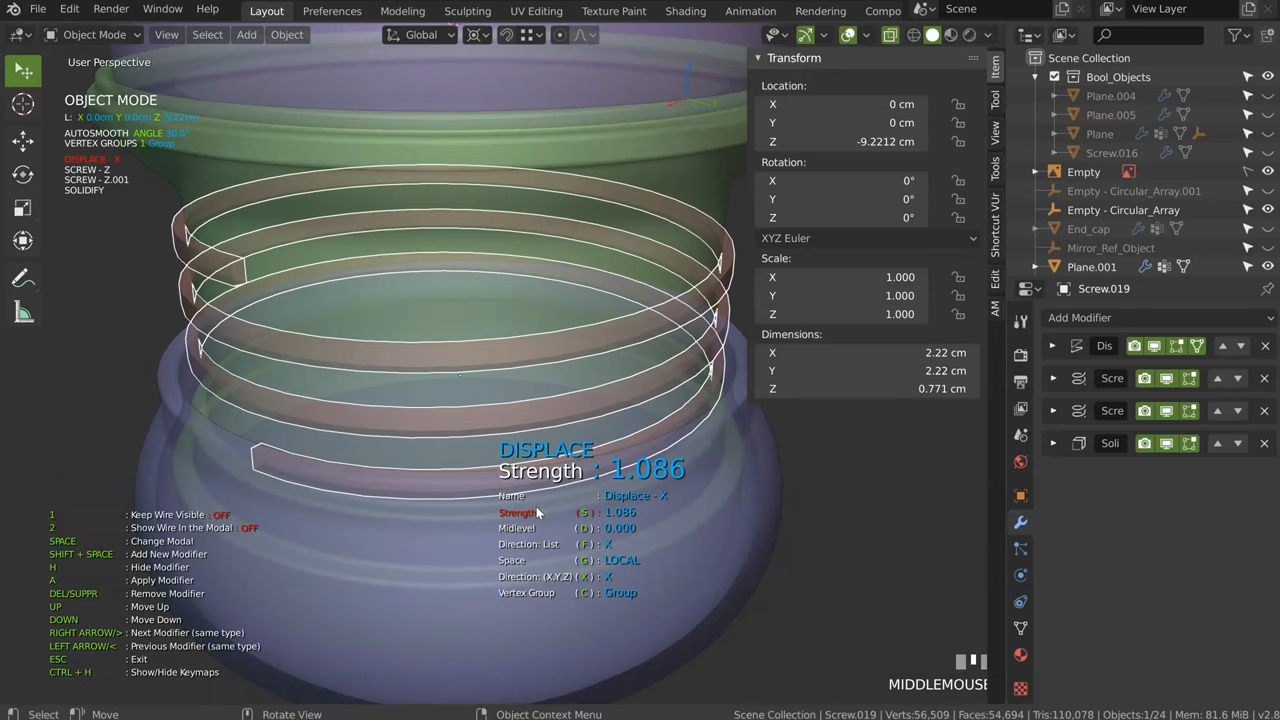 File Edit Render Window Help Layout Preferences Modeling Sculpting UV Editing Texture Paint Shading Animation Rendering Compo Scene View Layer
Object Mode View Select Add Object Global
User Perspective
OBJECT MODE
L: X 0.0cm Y 0.0cm Z -9.22cm
AUTOSMOOTH ANGLE 30.0°
VERTEX GROUPS 1 Group
DISPLACE - X
SCREW - Z
SCREW - Z.001
SOLIDIFY
DISPLACE
Strength : 1.086
Name : Displace - X
Strength ( S ) : 1.086
Midlevel ( D ) : 0.000
Direction: List ( F ) : X
Space ( G ) : LOCAL
Direction: (X,Y,Z) ( X ) : X
Vertex Group ( C ) : Group
1 : Keep Wire Visible : OFF
2 : Show Wire In the Modal : OFF
SPACE : Change Modal
SHIFT + SPACE : Add New Modifier
H : Hide Modifier
A : Apply Modifier
DEL/SUPPR : Remove Modifier
UP : Move Up
DOWN : Move Down
RIGHT ARROW/> : Next Modifier (same type)
LEFT ARROW/< : Previous Modifier (same type)
ESC : Exit
CTRL + H : Show/Hide Keymaps
MIDDLEMOUSE
Transform
Location:
X 0 cm
Y 0 cm
Z -9.2212 cm
Rotation:
X 0°
Y 0°
Z 0°
XYZ Euler
Scale:
X 1.000
Y 1.000
Z 1.000
Dimensions:
X 2.22 cm
Y 2.22 cm
Z 0.771 cm
Item
Tool
View
Tools
Shortcut VUr
Edit
AM
Scene Collection
Bool_Objects
Plane.004
Plane.005
Plane
Screw.016
Empty
Empty - Circular_Array.001
Empty - Circular_Array
End_cap
Mirror_Ref_Object
Plane.001
Screw.019
Add Modifier
Dis
Scre
Scre
Soli
Select Move Rotate View Object Context Menu Scene Collection | Screw.019 | Verts:56,509 | Faces:54,694 | Tris:110,078 | Objects:1/24 | Mem: 81.6 MiB | v2.8